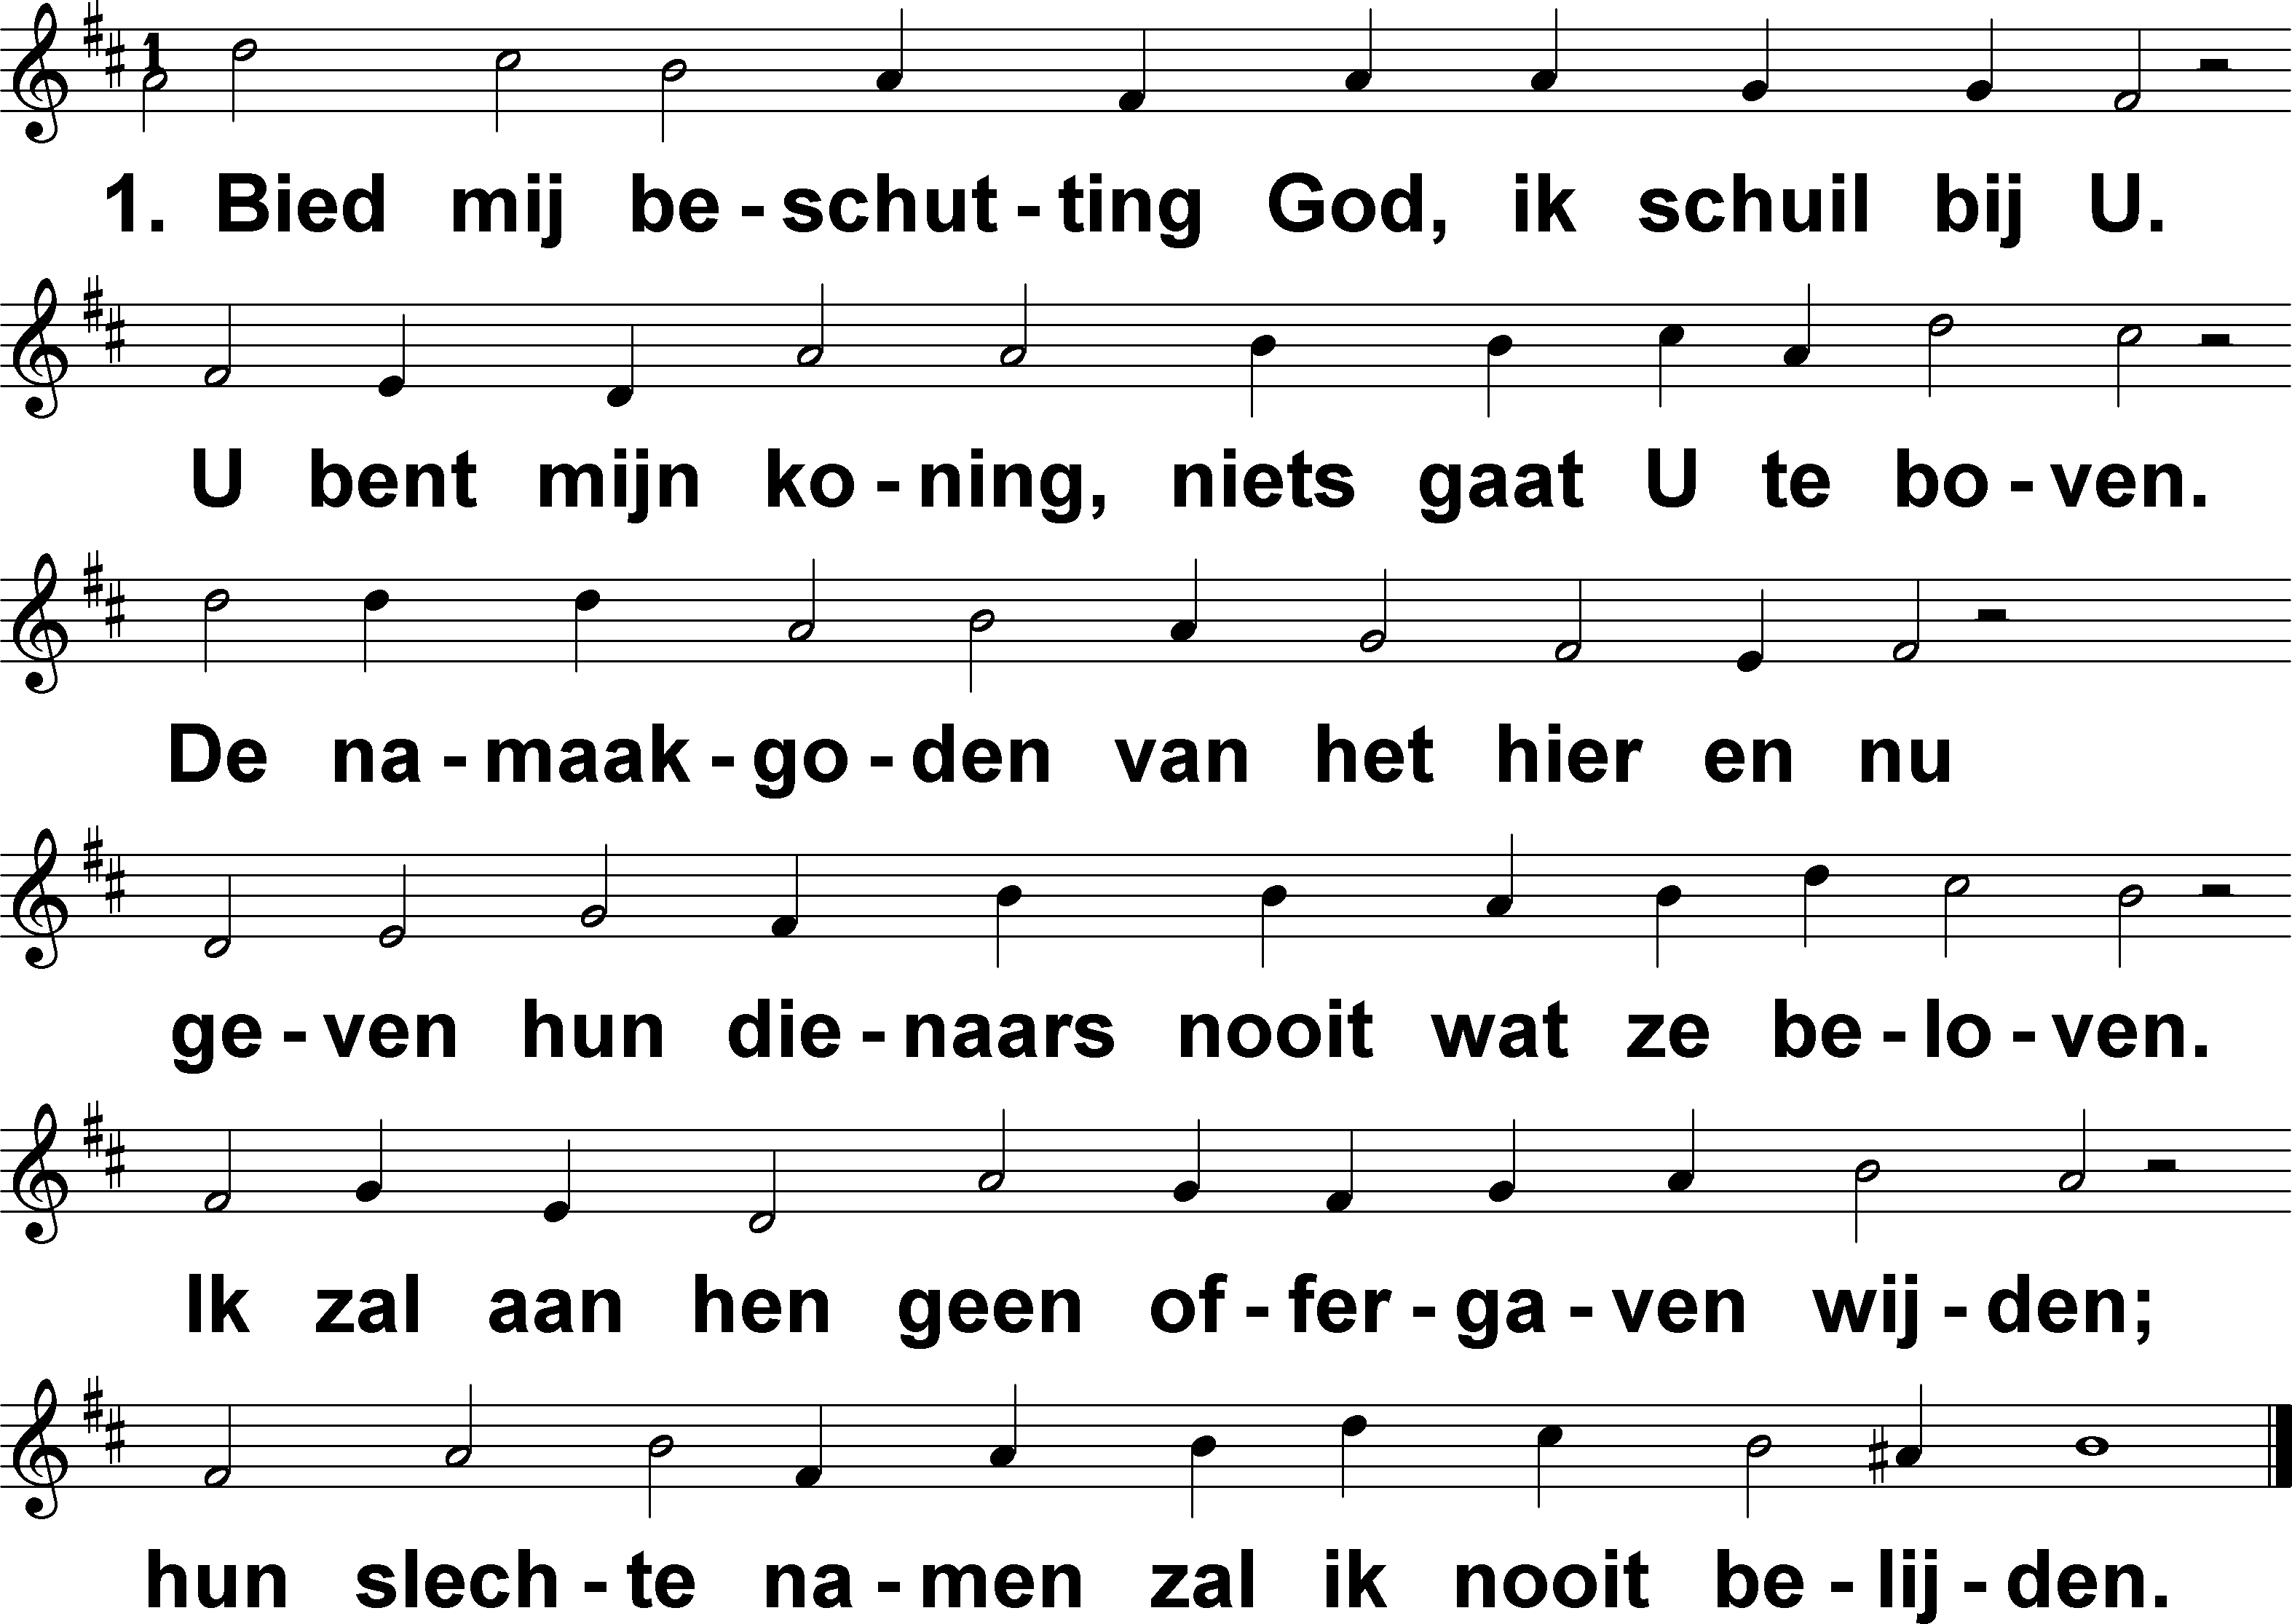 1
1. Bied mij be - schut - ting God, ik schuil bij U.
U bent mijn ko - ning, niets gaat U te bo - ven.
De na - maak - go - den van het hier en nu
ge - ven hun die - naars nooit wat ze be - lo - ven.
Ik zal aan hen geen of - fer - ga - ven wij - den;
hun slech - te na - men zal ik nooit be - lij - den.